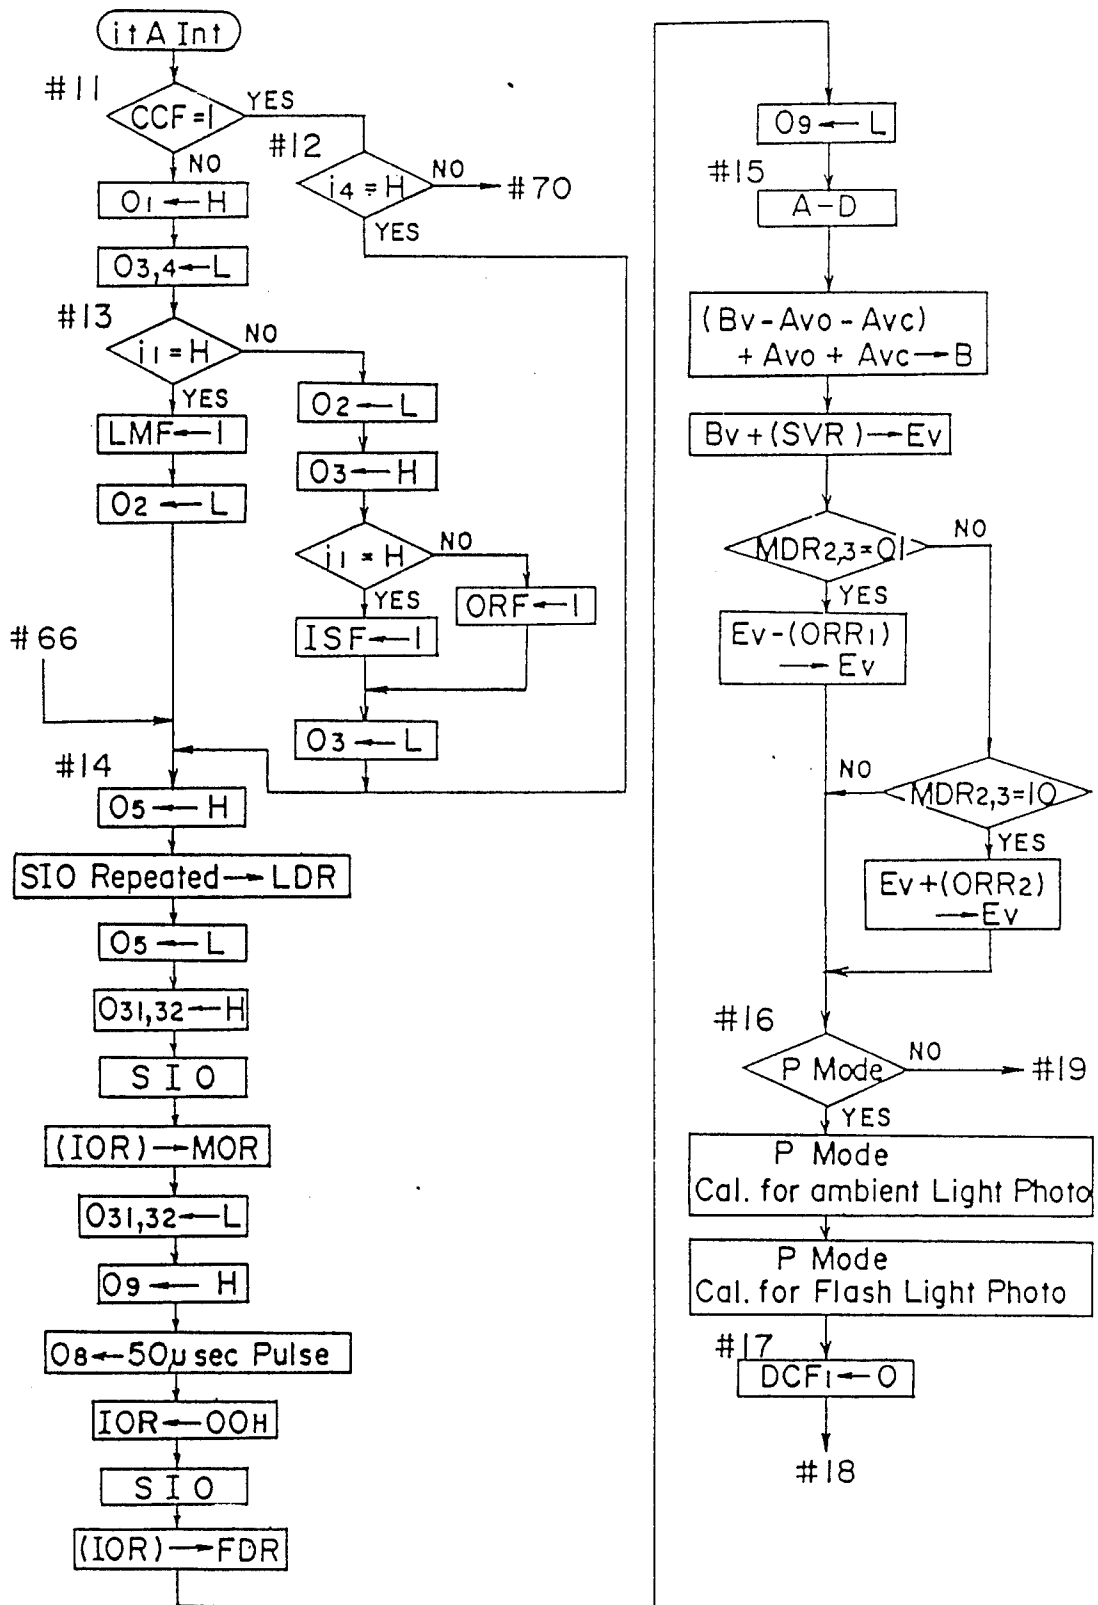 itA Int
#11
CCF=1
YES
NO
#12
i4=H
NO
#70
YES
O1←H
O3,4←L
#13
i1=H
NO
YES
LMF←1
O2←L
O2←L
O3←H
i1=H
NO
YES
ORF←1
ISF←1
O3←L
#66
#14
O5←H
SIO Repeated→LDR
O5←L
O31,32←H
SIO
(IOR)→MOR
O31,32←L
O9←H
O8←50μsec Pulse
IOR←00H
SIO
(IOR)→FDR
O9←L
#15
A-D
(Bv-Avo-Avc)
+Avo+Avc→B
Bv+(SVR)→Ev
MDR2,3=01
NO
YES
Ev-(ORR1)
→Ev
NO
MDR2,3=10
YES
Ev+(ORR2)
→Ev
#16
P Mode
NO
#19
YES
P Mode
Cal. for ambient Light Photo
P Mode
Cal. for Flash Light Photo
#17
DCF1←0
#18